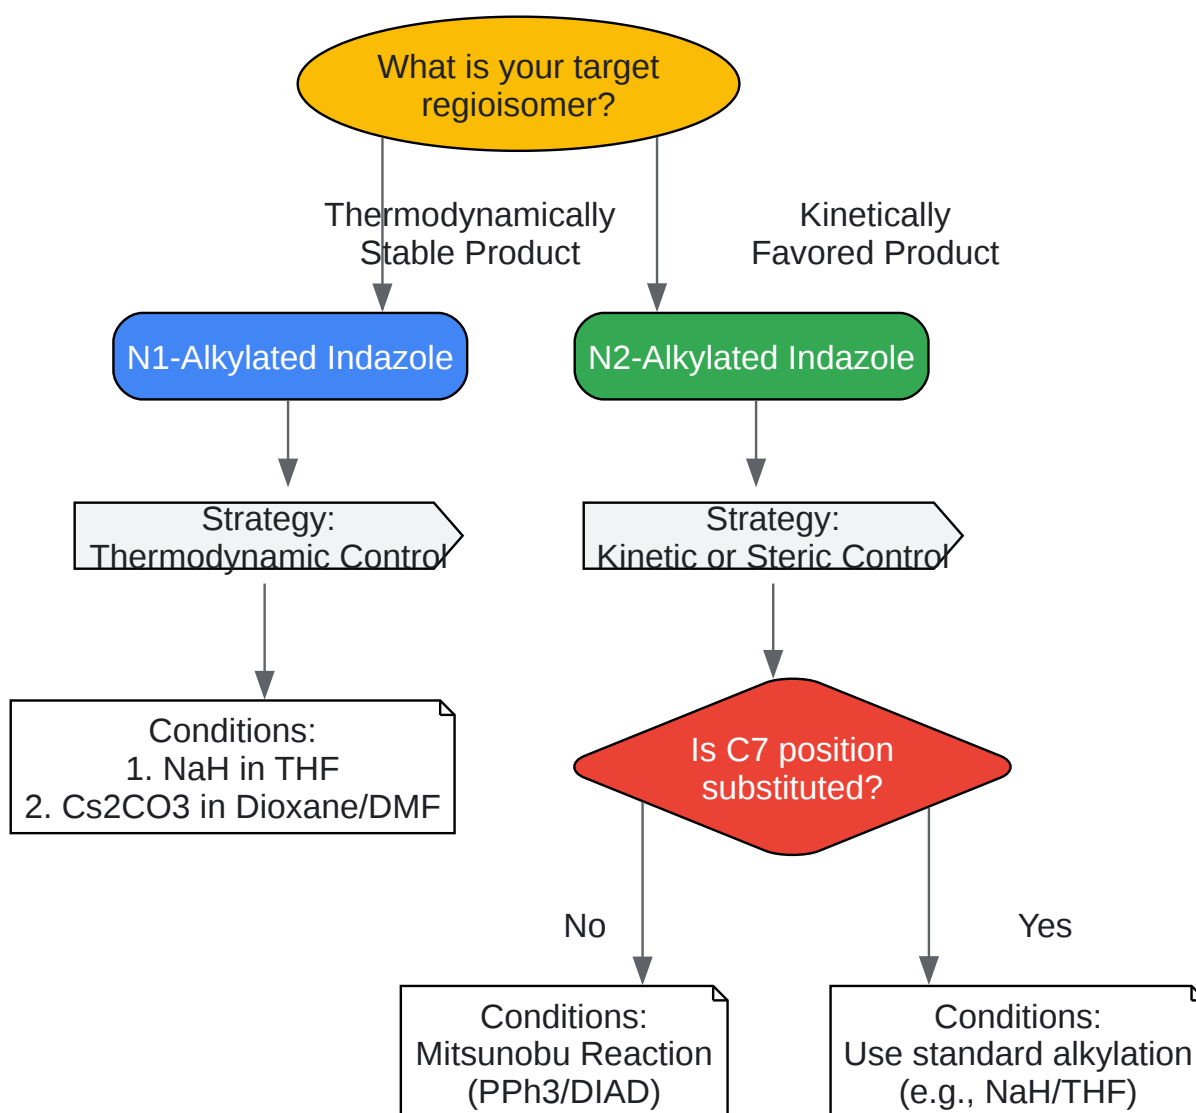 What is your target
regioisomer?
Thermodynamically
Stable Product
Kinetically
Favored Product
N1-Alkylated Indazole
N2-Alkylated Indazole
Strategy:
Thermodynamic Control
Strategy:
Kinetic or Steric Control
Conditions:
1. NaH in THF
2. Cs2CO3 in Dioxane/DMF
Is C7 position
substituted?
No
Yes
Conditions:
Mitsunobu Reaction
(PPh3/DIAD)
Conditions:
Use standard alkylation
(e.g., NaH/THF)